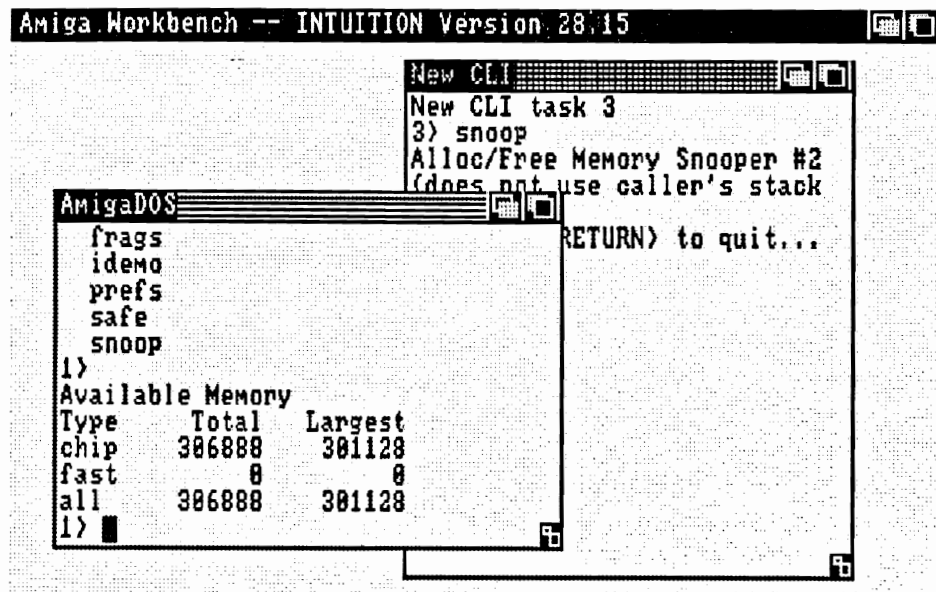 Amiga Workbench -- INTUITION Version 28.15
New CLI
New CLI task 3
3> snoop
Alloc/Free Memory Snooper #2
(does not use caller's stack
RETURN> to quit...
AmigaDOS
frags
idemo
prefs
safe
snoop
1>
Available Memory
Type Total Largest
chip 306888 301128
fast 0 0
all 306888 301128
1>